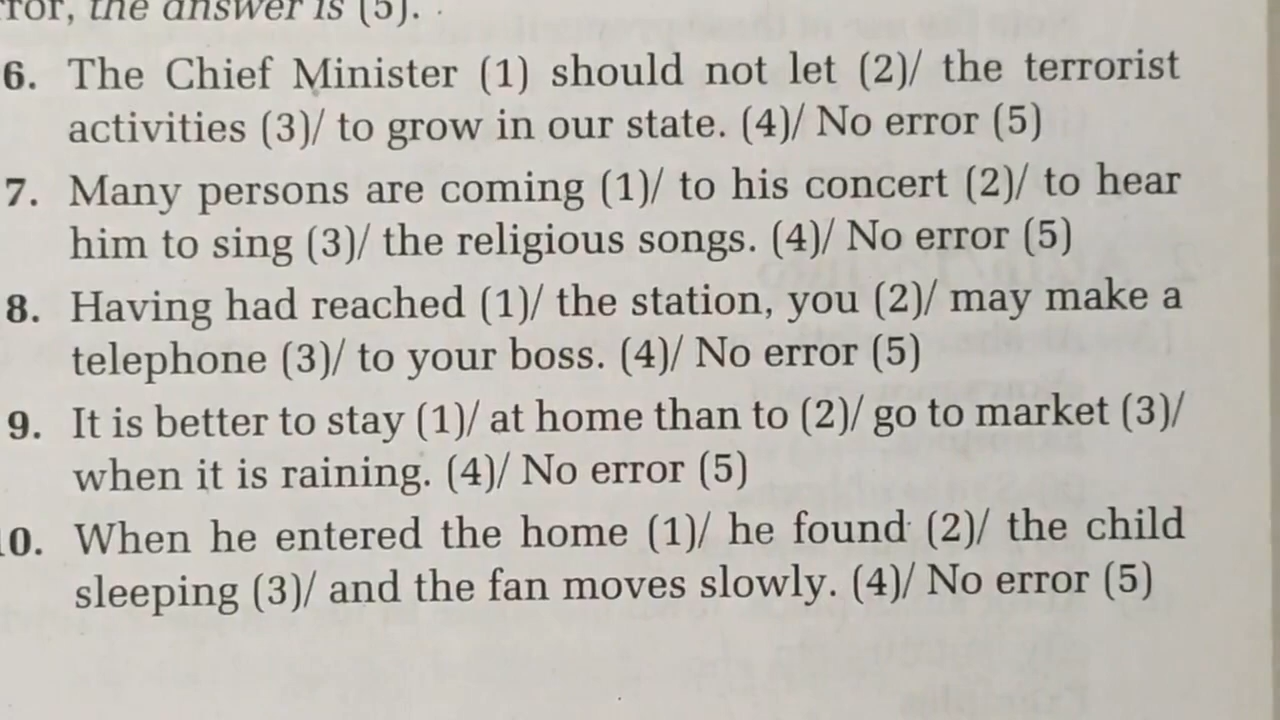 ror, the answer is (5).
6. The Chief Minister (1) should not let (2)/ the terrorist
activities (3)/ to grow in our state. (4)/ No error (5)
7. Many persons are coming (1)/ to his concert (2)/ to hear
him to sing (3)/ the religious songs. (4)/ No error (5)
8. Having had reached (1)/ the station, you (2)/ may make a
telephone (3)/ to your boss. (4)/ No error (5)
9. It is better to stay (1)/ at home than to (2)/ go to market (3)/
when it is raining. (4)/ No error (5)
10. When he entered the home (1)/ he found (2)/ the child
sleeping (3)/ and the fan moves slowly. (4)/ No error (5)